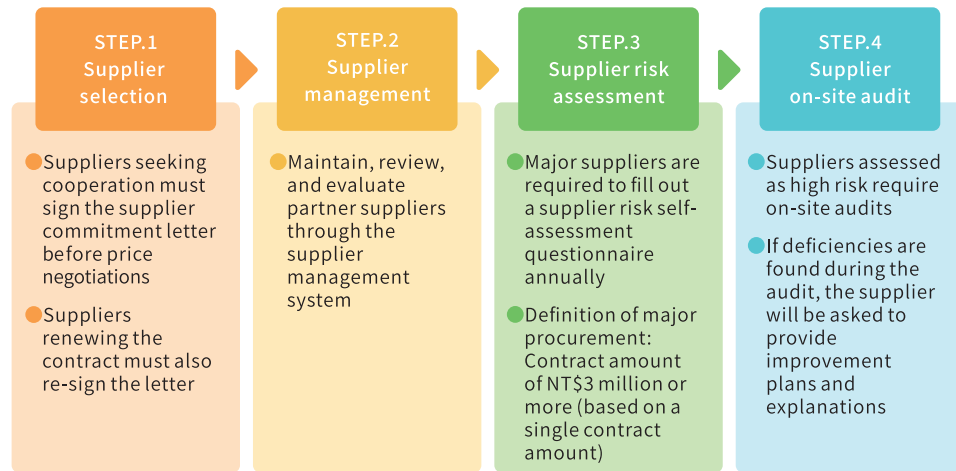 STEP.1
Supplier
selection
Suppliers seeking
cooperation must
sign the supplier
commitment letter
before price
negotiations
Suppliers
renewing the
contract must also
re-sign the letter
STEP.2
Supplier
management
Maintain, review,
and evaluate
partner suppliers
through the
supplier
management
system
STEP.3
Supplier risk
assessment
Major suppliers are
required to fill out
a supplier risk self-
assessment
questionnaire
annually
Definition of major
procurement:
Contract amount
of NT$3 million or
more (based on a
single contract
amount)
STEP.4
Supplier
on-site audit
Suppliers assessed
as high risk require
on-site audits
If deficiencies are
found during the
audit, the supplier
will be asked to
provide
improvement
plans and
explanations